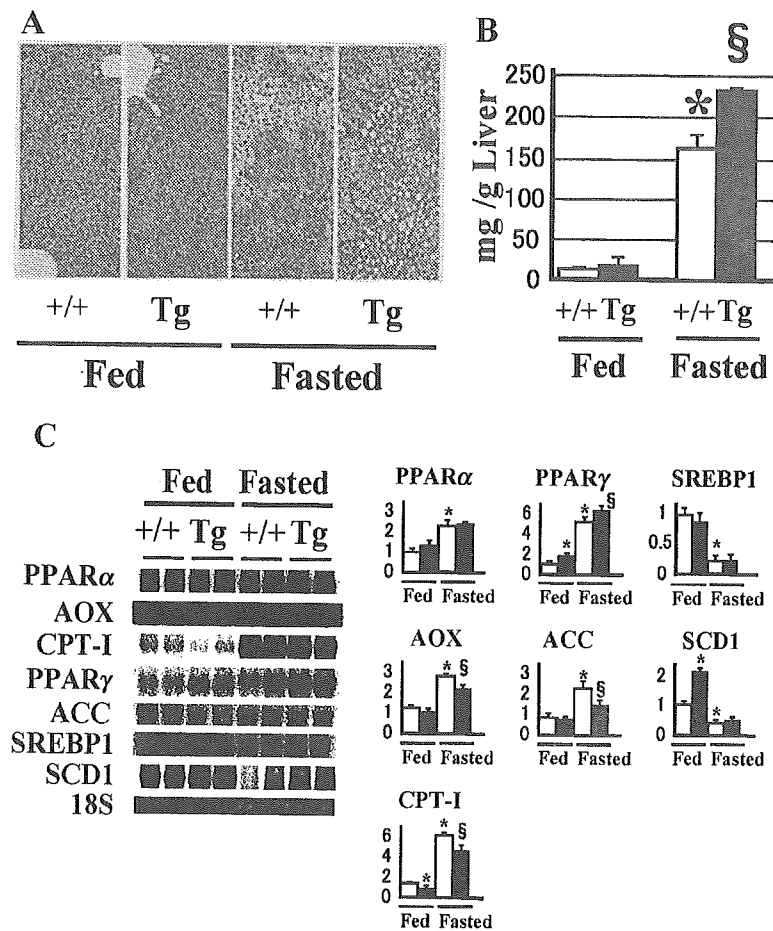 A
+/+ Tg +/+ Tg
Fed Fasted
B
§
250
200
150
100
50
0
mg /g Liver
*
+/+ Tg +/+ Tg
Fed Fasted
C
Fed Fasted
+/+ Tg +/+ Tg
PPARα
AOX
CPT-I
PPARγ
ACC
SREBP1
SCD1
18S
PPARα
3
2
1
0
*
Fed Fasted
PPARγ
6
4
2
0
* * §
Fed Fasted
SREBP1
1
0.5
0
*
Fed Fasted
AOX
3
2
1
0
* §
Fed Fasted
ACC
3
2
1
0
* §
Fed Fasted
SCD1
2
1
0
* *
Fed Fasted
CPT-I
6
4
2
0
* * §
Fed Fasted